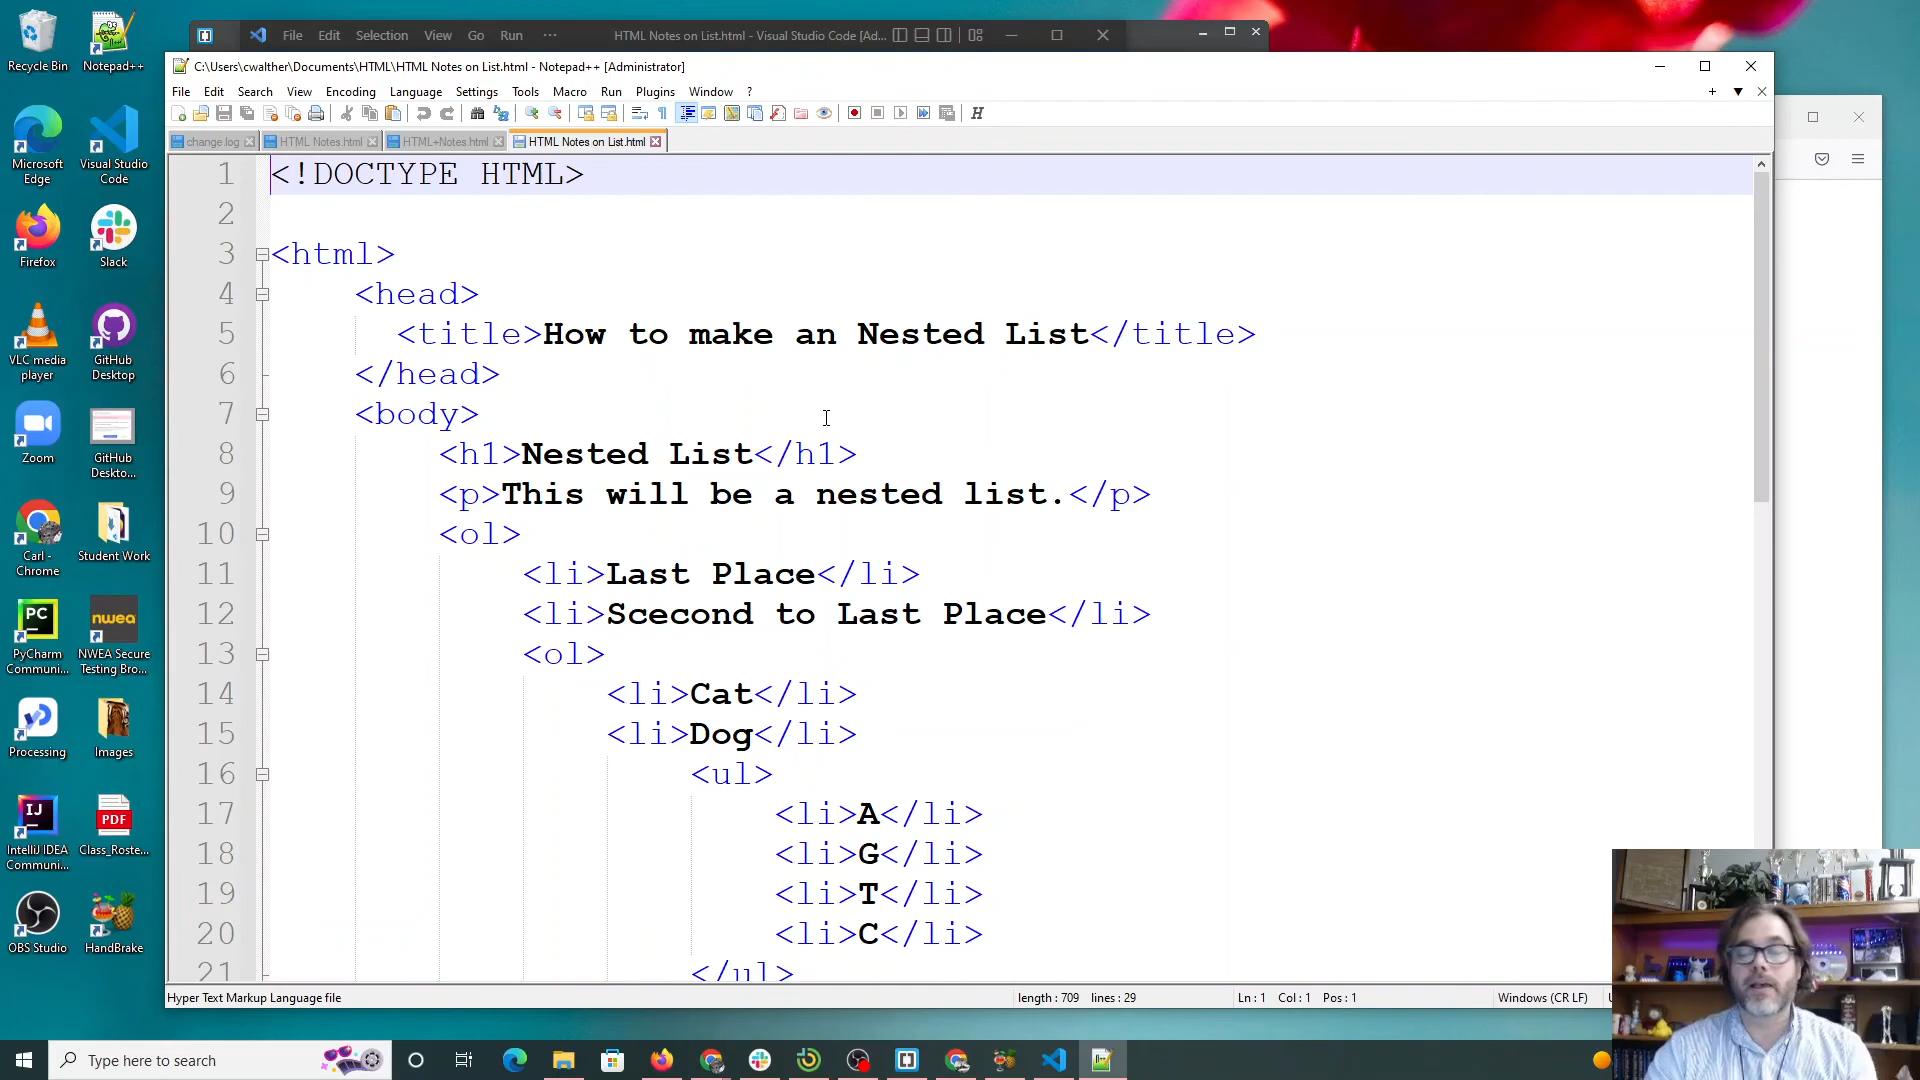 Recycle Bin
Notepad++
Microsoft Edge
Visual Studio Code
Firefox
Slack
VLC media player
GitHub Desktop
Zoom
GitHub Deskto...
Carl - Chrome
Student Work
PyCharm Communi...
NWEA Secure Testing Bro...
nwea
PC
Processing
Images
IntelliJ IDEA Communi...
IJ
PDF
Class_Roste...
OBS Studio
HandBrake
File Edit Selection View Go Run ··· HTML Notes on List.html - Visual Studio Code [Ad...
C:\Users\cwalther\Documents\HTML\HTML Notes on List.html - Notepad++ [Administrator]
File Edit Search View Encoding Language Settings Tools Macro Run Plugins Window ?
change.log HTML Notes.html HTML+Notes.html HTML Notes on List.html
1 <!DOCTYPE HTML>
2
3 <html>
4 <head>
5 <title>How to make an Nested List</title>
6 </head>
7 <body>
8 <h1>Nested List</h1>
9 <p>This will be a nested list.</p>
10 <ol>
11 <li>Last Place</li>
12 <li>Scecond to Last Place</li>
13 <ol>
14 <li>Cat</li>
15 <li>Dog</li>
16 <ul>
17 <li>A</li>
18 <li>G</li>
19 <li>T</li>
20 <li>C</li>
21 </ul>
Hyper Text Markup Language file length : 709 lines : 29 Ln : 1 Col : 1 Pos : 1 Windows (CR LF)
Type here to search